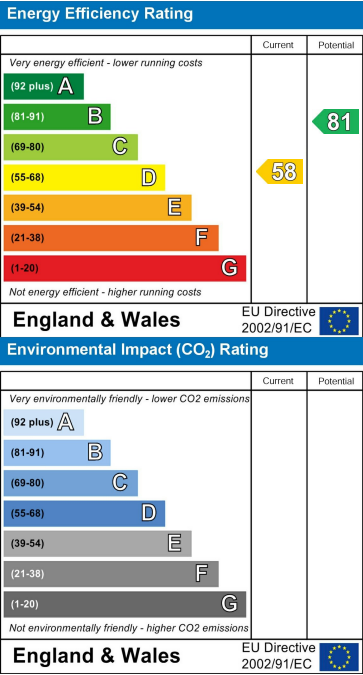 Energy Efficiency Rating
Current Potential
Very energy efficient - lower running costs
(92 plus) A
(81-91) B
81
(69-80) C
(55-68) D
58
(39-54) E
(21-38) F
(1-20) G
Not energy efficient - higher running costs
England & Wales
EU Directive
2002/91/EC
Environmental Impact (CO₂) Rating
Current Potential
Very environmentally friendly - lower CO2 emissions
(92 plus) A
(81-91) B
(69-80) C
(55-68) D
(39-54) E
(21-38) F
(1-20) G
Not environmentally friendly - higher CO2 emissions
England & Wales
EU Directive
2002/91/EC